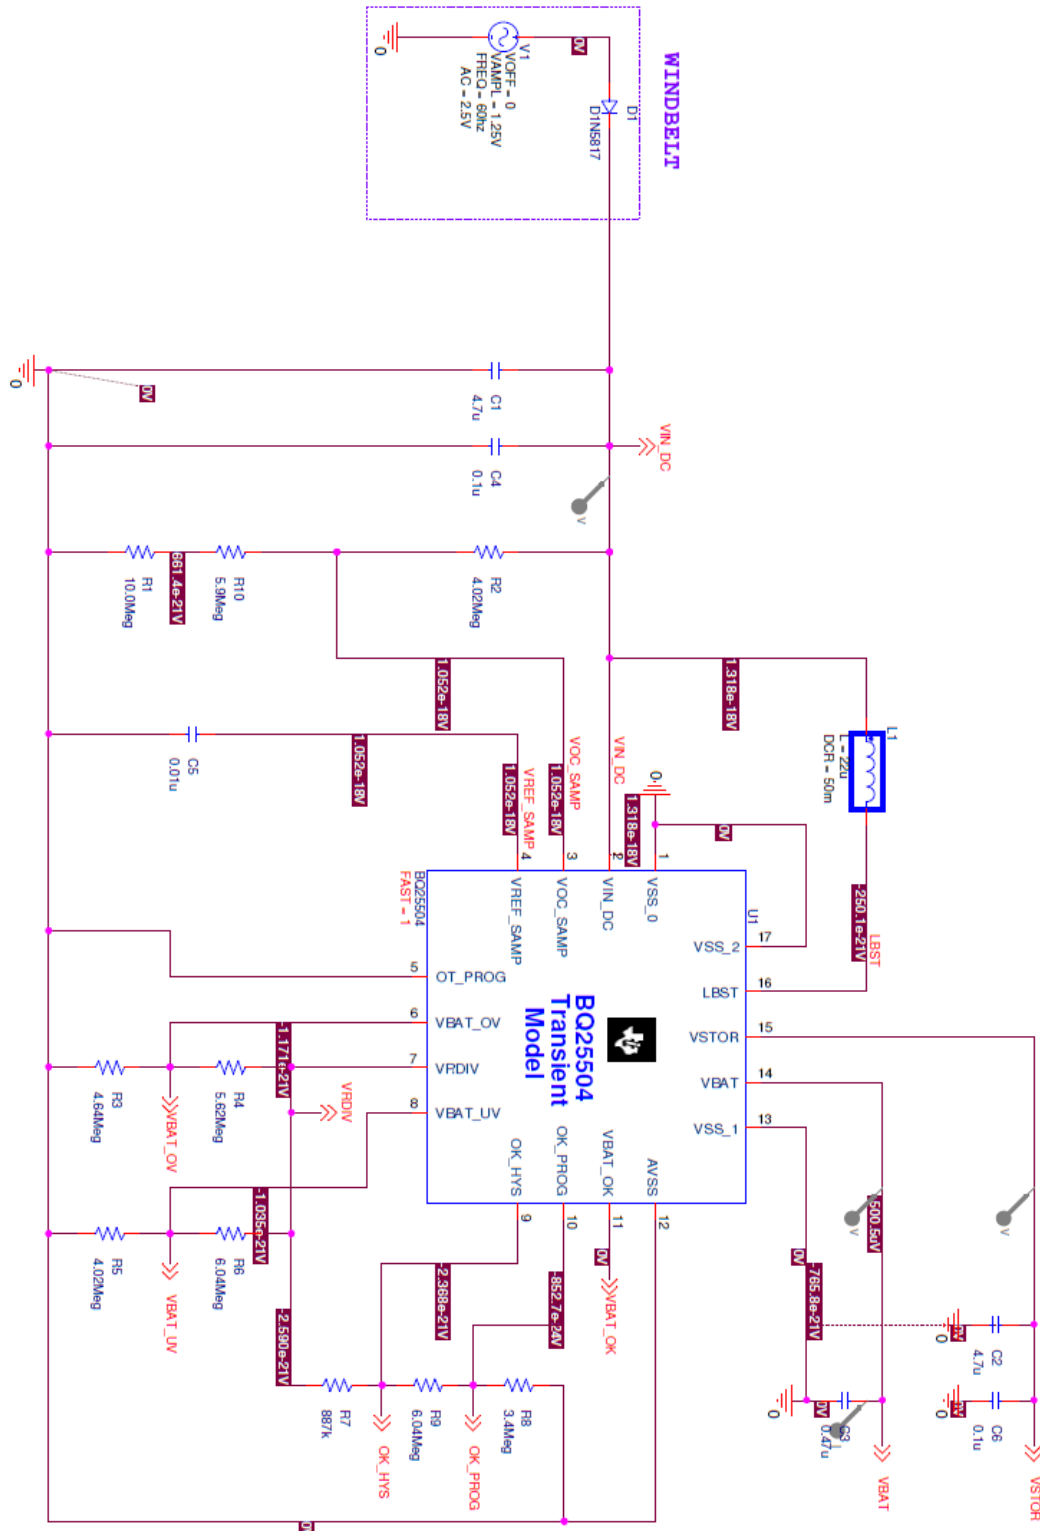 WINDBELT
V1
VOFF = 0
VAMPL = 1.25V
FREQ = 60hz
AC = 2.5V
0
0V
D1
D1N5817
0
0V
C1
4.7u
C4
0.1u
VIN_DC
V
R1
10.0Meg
661.4e-21V
R10
5.9Meg
R2
4.02Meg
1.052e-18V
1.318e-18V
L1
L = 22u
DCR = 50m
C5
0.01u
1.052e-18V
VREF_SAMP
1.052e-18V
VOC_SAMP
1.052e-18V
VIN_DC
1.318e-18V
0
0V
-250.1e-21V
LBST
4
3
2
1
BQ25504
FAST = 1
VREF_SAMP
VOC_SAMP
VIN_DC
VSS_0
U1
VSS_2
17
LBST
16
VSTOR
15
VBAT
14
VSS_1
13
5
OT_PROG
6
VBAT_OV
7
VRDIV
8
VBAT_UV
BQ25504
Transient
Model
OK_HYS
OK_PROG
VBAT_OK
AVSS
9
10
11
12
-1.171e-21V
VRDIV
R3
4.64Meg
R4
5.62Meg
VBAT_OV
-1.035e-21V
R5
4.02Meg
R6
6.04Meg
VBAT_UV
-2.590e-21V
-2.368e-21V
-852.7e-24V
0V
VBAT_OK
R7
887k
R9
6.04Meg
R8
3.4Meg
OK_HYS
OK_PROG
0V
-765.8e-21V
500.5uV
V
V
0
C2
4.7u
0
C6
0.1u
0
0V
C3
0.47u
VBAT
VSTOR